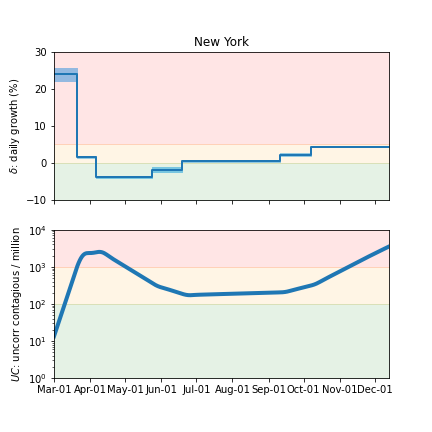 New York
δ: daily growth (%)
30
20
10
0
−10
UC: uncorr contagious / million
10⁴
10³
10²
10¹
10⁰
Mar-01 Apr-01 May-01 Jun-01 Jul-01 Aug-01 Sep-01 Oct-01 Nov-01 Dec-01